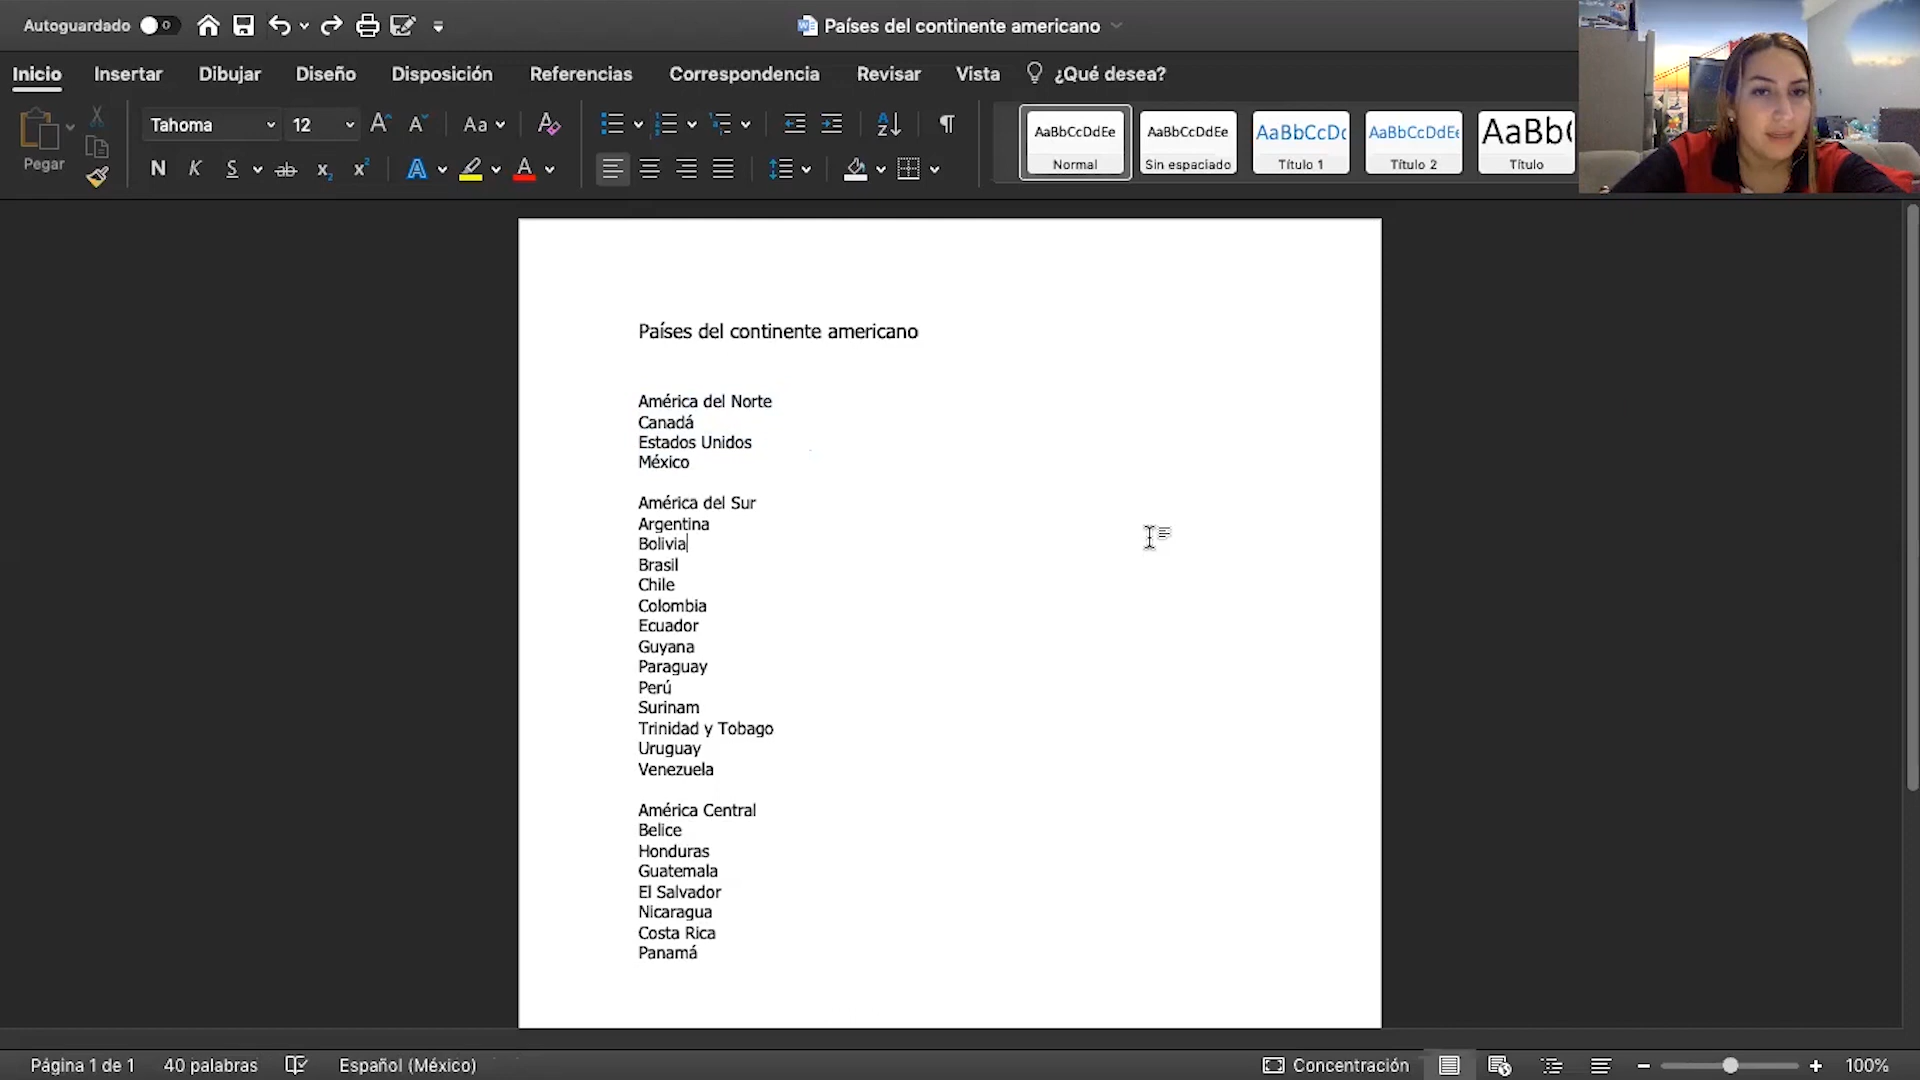 Autoguardado
Países del continente americano
Inicio Insertar Dibujar Diseño Disposición Referencias Correspondencia Revisar Vista ¿Qué desea?
Pegar
Tahoma 12 Aa
N K S ab x₂ x² A A
AaBbCcDdEe Normal
AaBbCcDdEe Sin espaciado
AaBbCcDc Título 1
AaBbCcDdEe Título 2
AaBb( Título
Países del continente americano
América del Norte
Canadá
Estados Unidos
México
América del Sur
Argentina
Bolivia
Brasil
Chile
Colombia
Ecuador
Guyana
Paraguay
Perú
Surinam
Trinidad y Tobago
Uruguay
Venezuela
América Central
Belice
Honduras
Guatemala
El Salvador
Nicaragua
Costa Rica
Panamá
Página 1 de 1 40 palabras Español (México) Concentración 100%